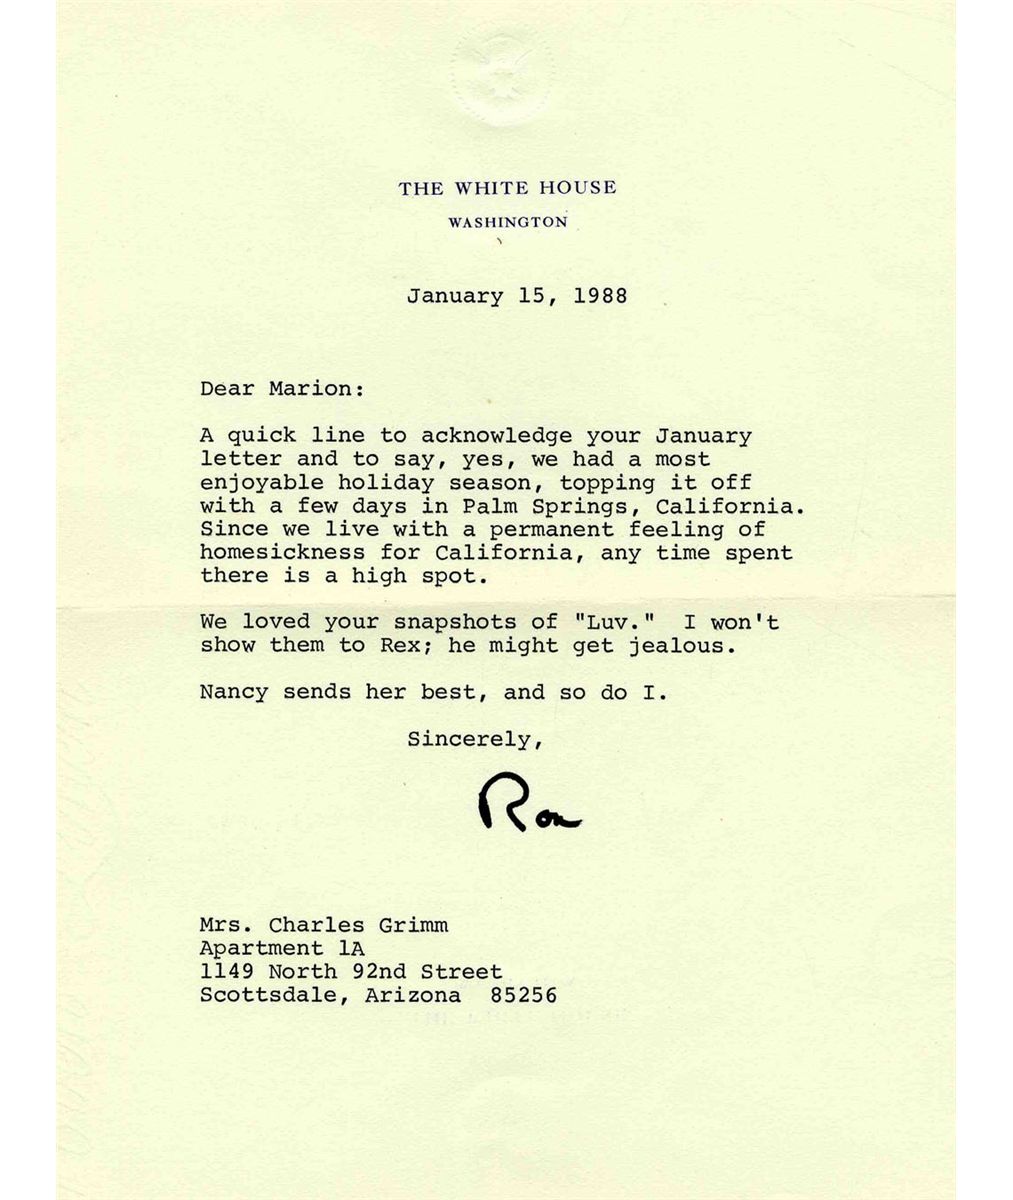 THE WHITE HOUSE
WASHINGTON
January 15, 1988
Dear Marion:
A quick line to acknowledge your January
letter and to say, yes, we had a most
enjoyable holiday season, topping it off
with a few days in Palm Springs, California.
Since we live with a permanent feeling of
homesickness for California, any time spent
there is a high spot.
We loved your snapshots of "Luv." I won't
show them to Rex; he might get jealous.
Nancy sends her best, and so do I.
Sincerely,
Ron
Mrs. Charles Grimm
Apartment 1A
1149 North 92nd Street
Scottsdale, Arizona 85256